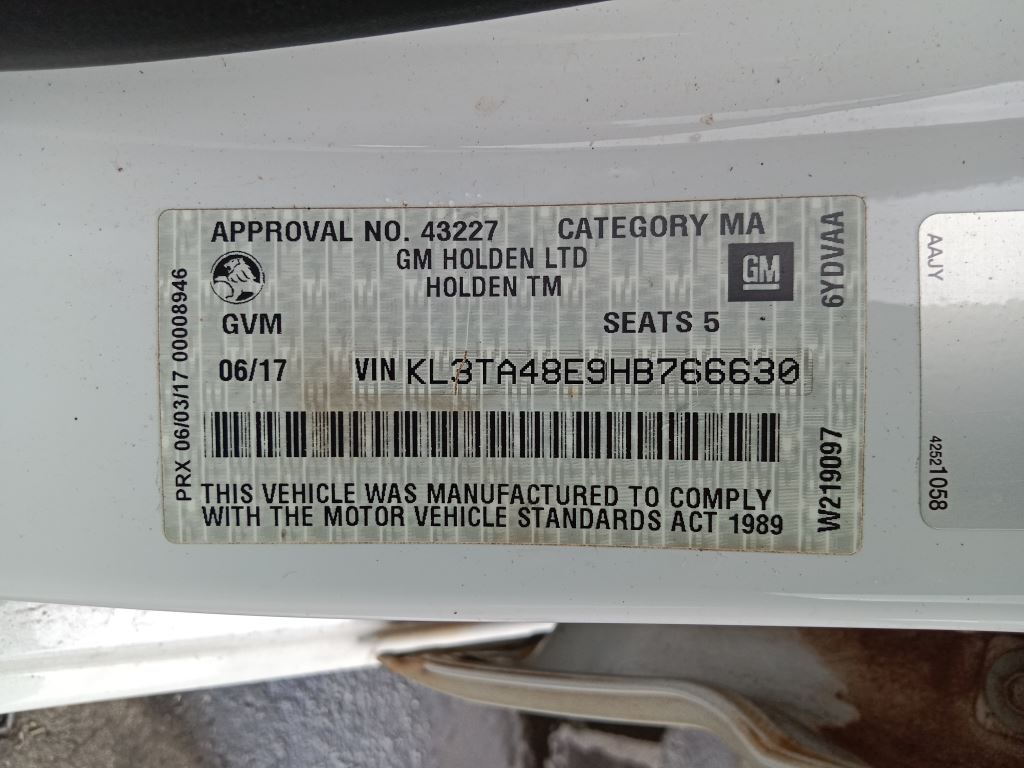 APPROVAL NO. 43227 CATEGORY MA
GM HOLDEN LTD
HOLDEN TM
GM
GVM SEATS 5
06/17 VIN KL3TA48E9HB766630
THIS VEHICLE WAS MANUFACTURED TO COMPLY
WITH THE MOTOR VEHICLE STANDARDS ACT 1989
PRX 06/03/17 00008946
6YDVAA
W219097
AAJY
42521058